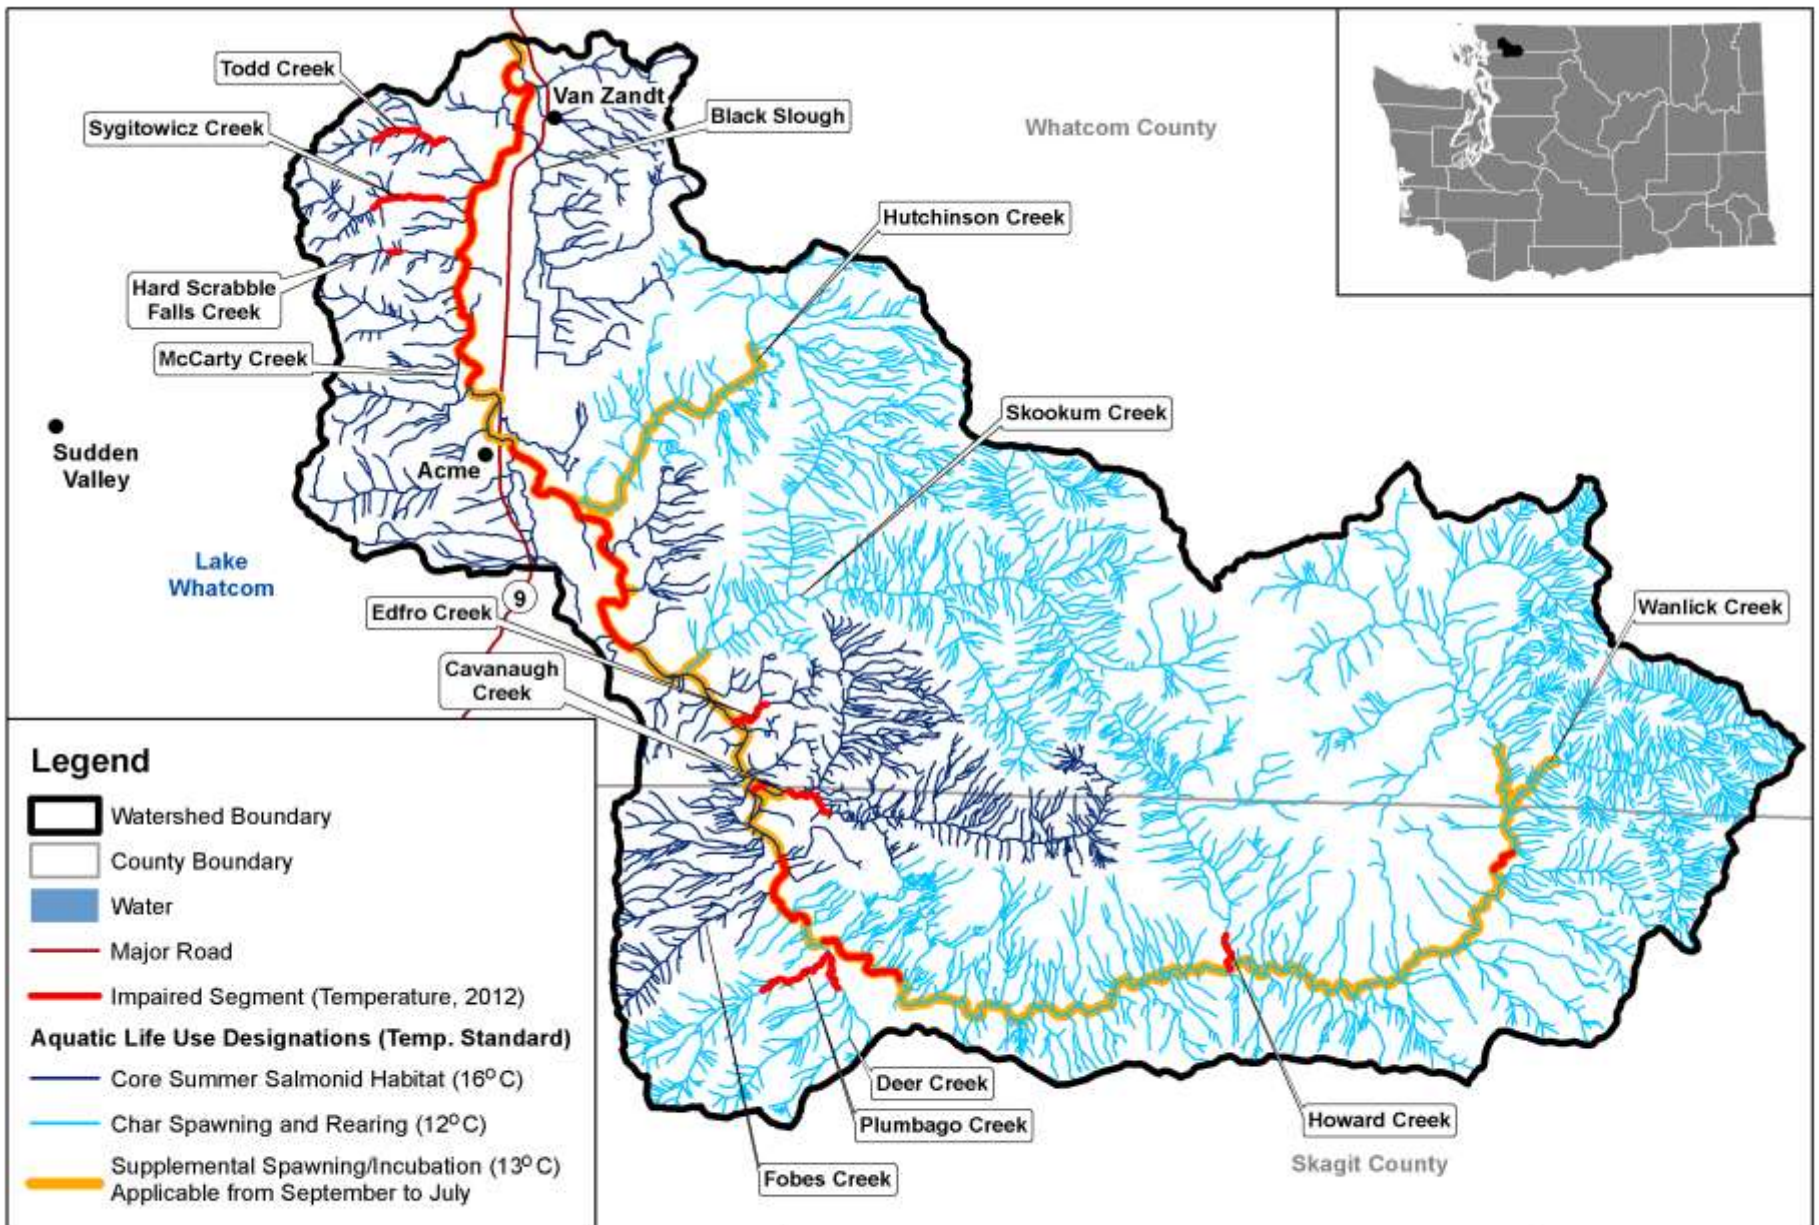 Todd Creek
Van Zandt
Sygitowicz Creek
Black Slough
Whatcom County
Hutchinson Creek
Hard Scrabble
Falls Creek
McCarty Creek
Skookum Creek
Sudden
Valley
Acme
Lake
Whatcom
9
Edfro Creek
Wanlick Creek
Cavanaugh
Creek
Legend
Watershed Boundary
County Boundary
Water
Major Road
Impaired Segment (Temperature, 2012)
Aquatic Life Use Designations (Temp. Standard)
Core Summer Salmonid Habitat (16°C)
Char Spawning and Rearing (12°C)
Supplemental Spawning/Incubation (13°C)
Applicable from September to July
Deer Creek
Plumbago Creek
Howard Creek
Skagit County
Fobes Creek